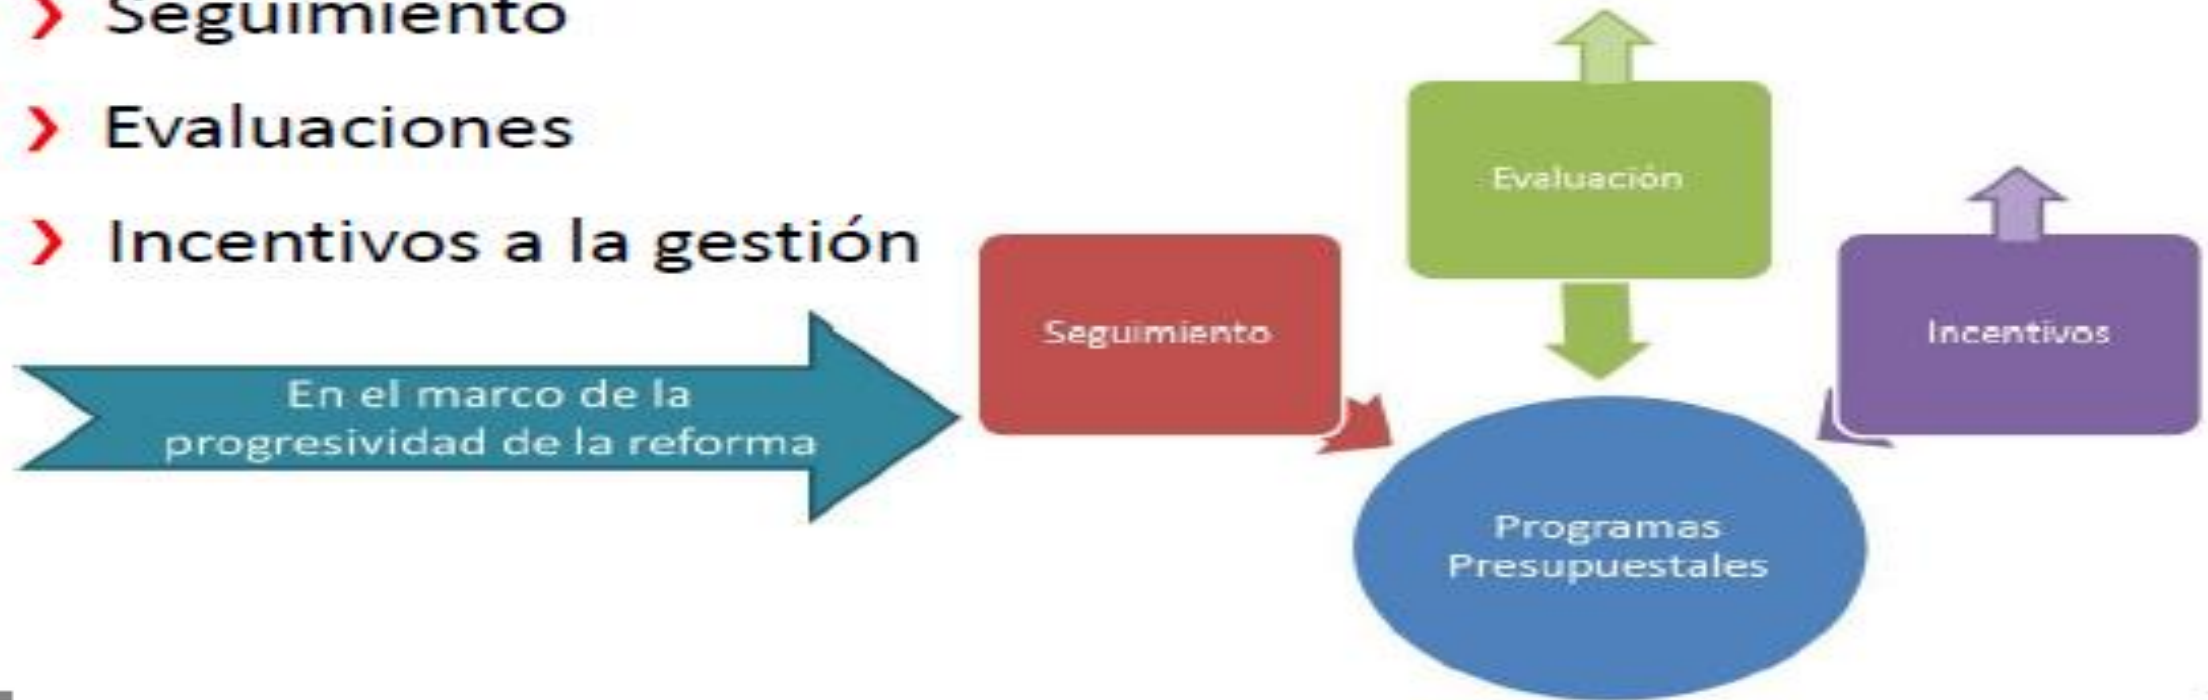 Seguimiento
Evaluaciones
Incentivos a la gestión
En el marco de la
progresividad de la reforma
Seguimiento
Evaluación
Incentivos
Programas
Presupuestales